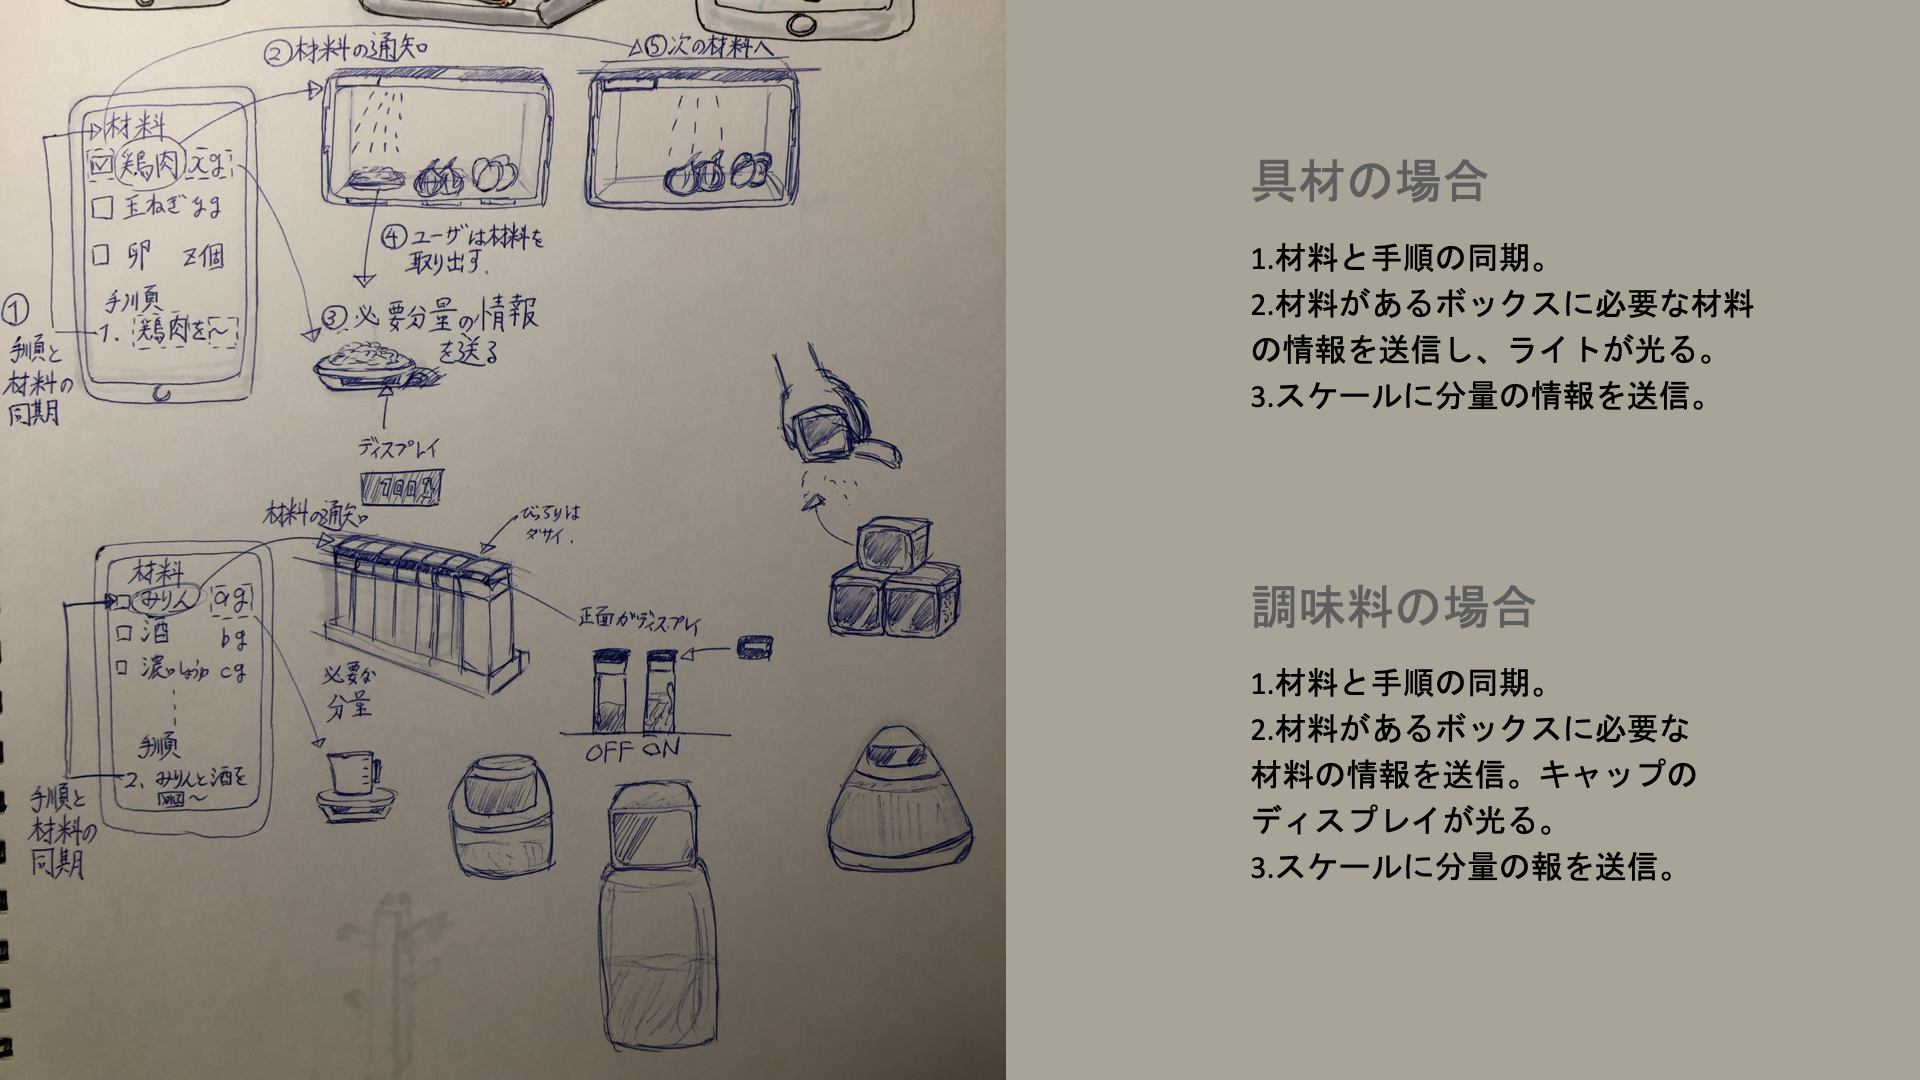 ②材料の通知
⑤次の材料へ
材料
鶏肉 xg
玉ねぎ yg
卵 z個
手順
1. 鶏肉を〜
①
手順と
材料の
同期
④ユーザは材料を
取り出す.
③必要分量の情報
を送る
ディスプレイ
材料の通知
びっちりは
ダサイ.
材料
みりん ag
酒 bg
濃口しょうゆ cg
手順
2. みりんと酒を
〜
手順と
材料の
同期
必要な
分量
正面がディスプレイ
OFF ON
具材の場合
1.材料と手順の同期。
2.材料があるボックスに必要な材料
の情報を送信し、ライトが光る。
3.スケールに分量の情報を送信。
調味料の場合
1.材料と手順の同期。
2.材料があるボックスに必要な
材料の情報を送信。キャップの
ディスプレイが光る。
3.スケールに分量の報を送信。